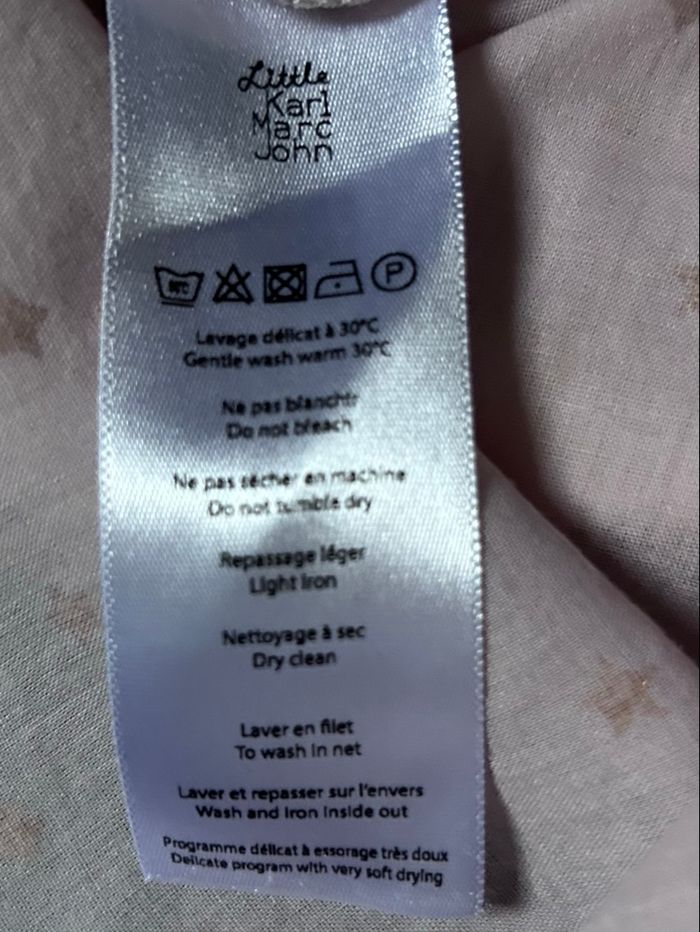 Little
Karl
Marc
John
30°C
P
Lavage délicat à 30°C
Gentle wash warm 30°C
Ne pas blanchir
Do not bleach
Ne pas sécher en machine
Do not tumble dry
Repassage léger
Light Iron
Nettoyage à sec
Dry clean
Laver en filet
To wash in net
Laver et repasser sur l'envers
Wash and iron inside out
Programme délicat à essorage très doux
Delicate program with very soft drying